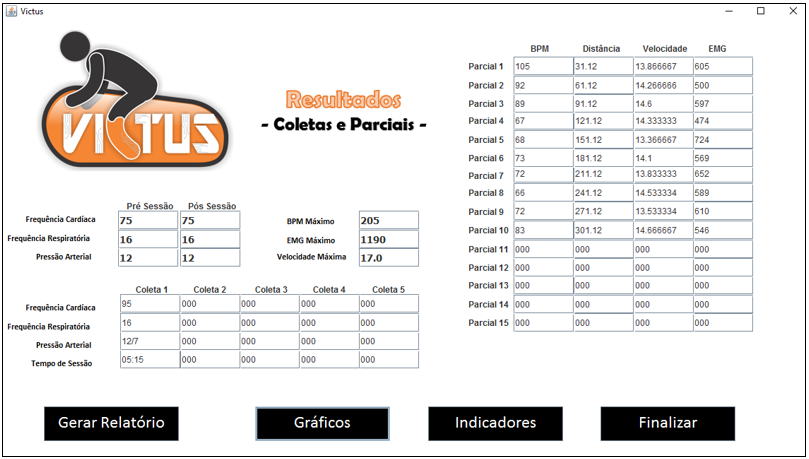 Victus
VICTUS
Resultados
- Coletas e Parciais -
BPM Distância Velocidade EMG
Parcial 1 105 31.12 13.866667 605
Parcial 2 92 61.12 14.266666 500
Parcial 3 89 91.12 14.6 597
Parcial 4 67 121.12 14.333333 474
Parcial 5 68 151.12 13.366667 724
Parcial 6 73 181.12 14.1 569
Parcial 7 72 211.12 13.833333 652
Parcial 8 66 241.12 14.533334 589
Parcial 9 72 271.12 13.533334 610
Parcial 10 83 301.12 14.666667 546
Parcial 11 000 000 000 000
Parcial 12 000 000 000 000
Parcial 13 000 000 000 000
Parcial 14 000 000 000 000
Parcial 15 000 000 000 000
Pré Sessão Pós Sessão
Frequência Cardíaca 75 75
Frequência Respiratória 16 16
Pressão Arterial 12 12
BPM Máximo 205
EMG Máximo 1190
Velocidade Máxima 17.0
Coleta 1 Coleta 2 Coleta 3 Coleta 4 Coleta 5
Frequência Cardíaca 95 000 000 000 000
Frequência Respiratória 16 000 000 000 000
Pressão Arterial 12/7 000 000 000 000
Tempo de Sessão 05:15 000 000 000 000
Gerar Relatório Gráficos Indicadores Finalizar